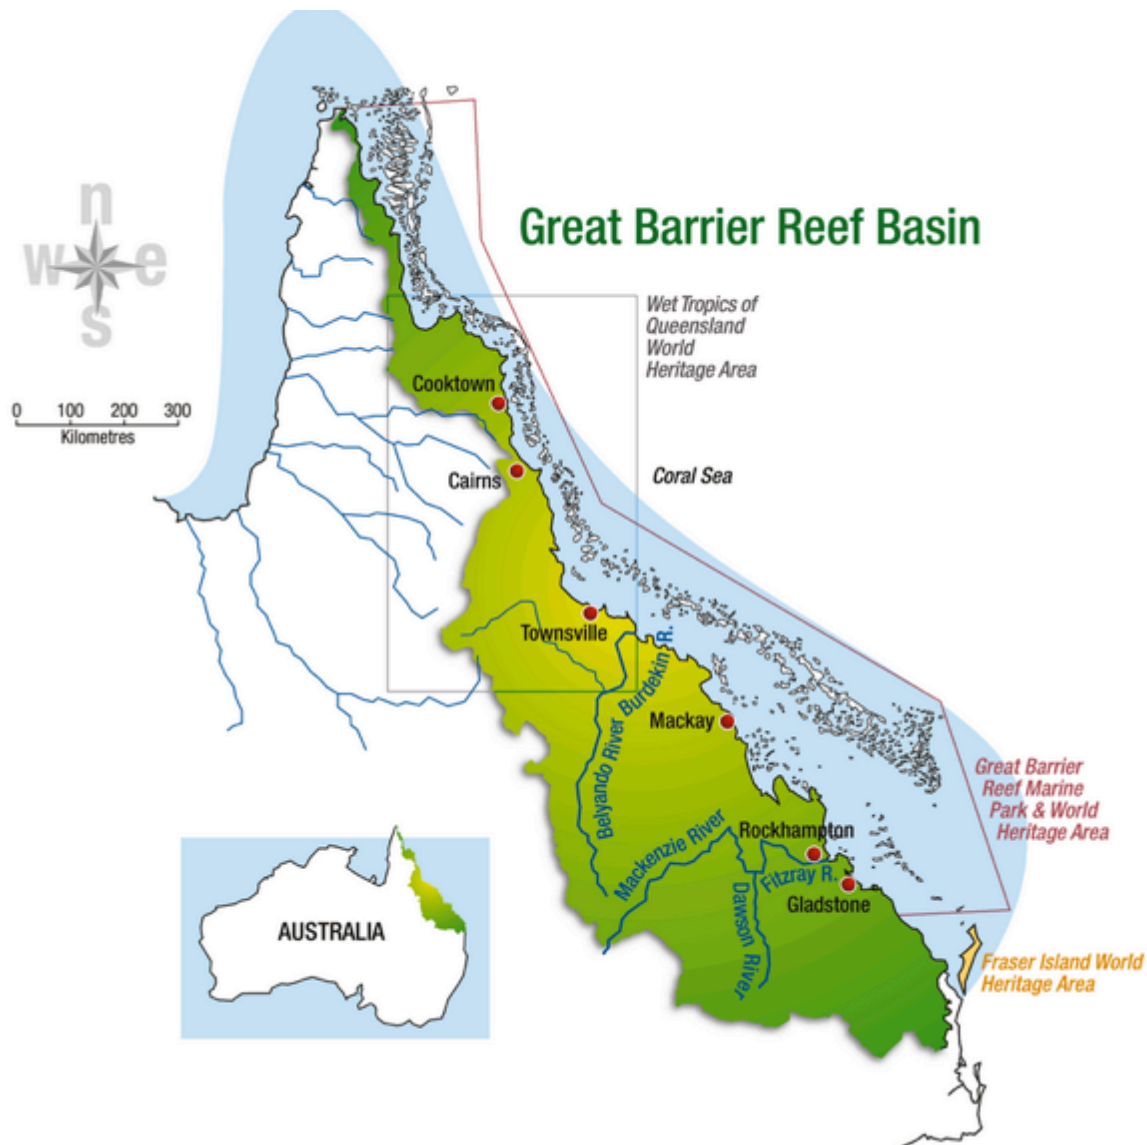 n
w e
s
Great Barrier Reef Basin
Wet Tropics of
Queensland
World
Heritage Area
Cooktown
0 100 200 300
Kilometres
Cairns
Coral Sea
Townsville
Burdekin R.
Mackay
Belyando River
Great Barrier
Reef Marine
Park & World
Heritage Area
Mackenzie River
Rockhampton
Fitzray R.
Gladstone
Dawson River
AUSTRALIA
Fraser Island World
Heritage Area